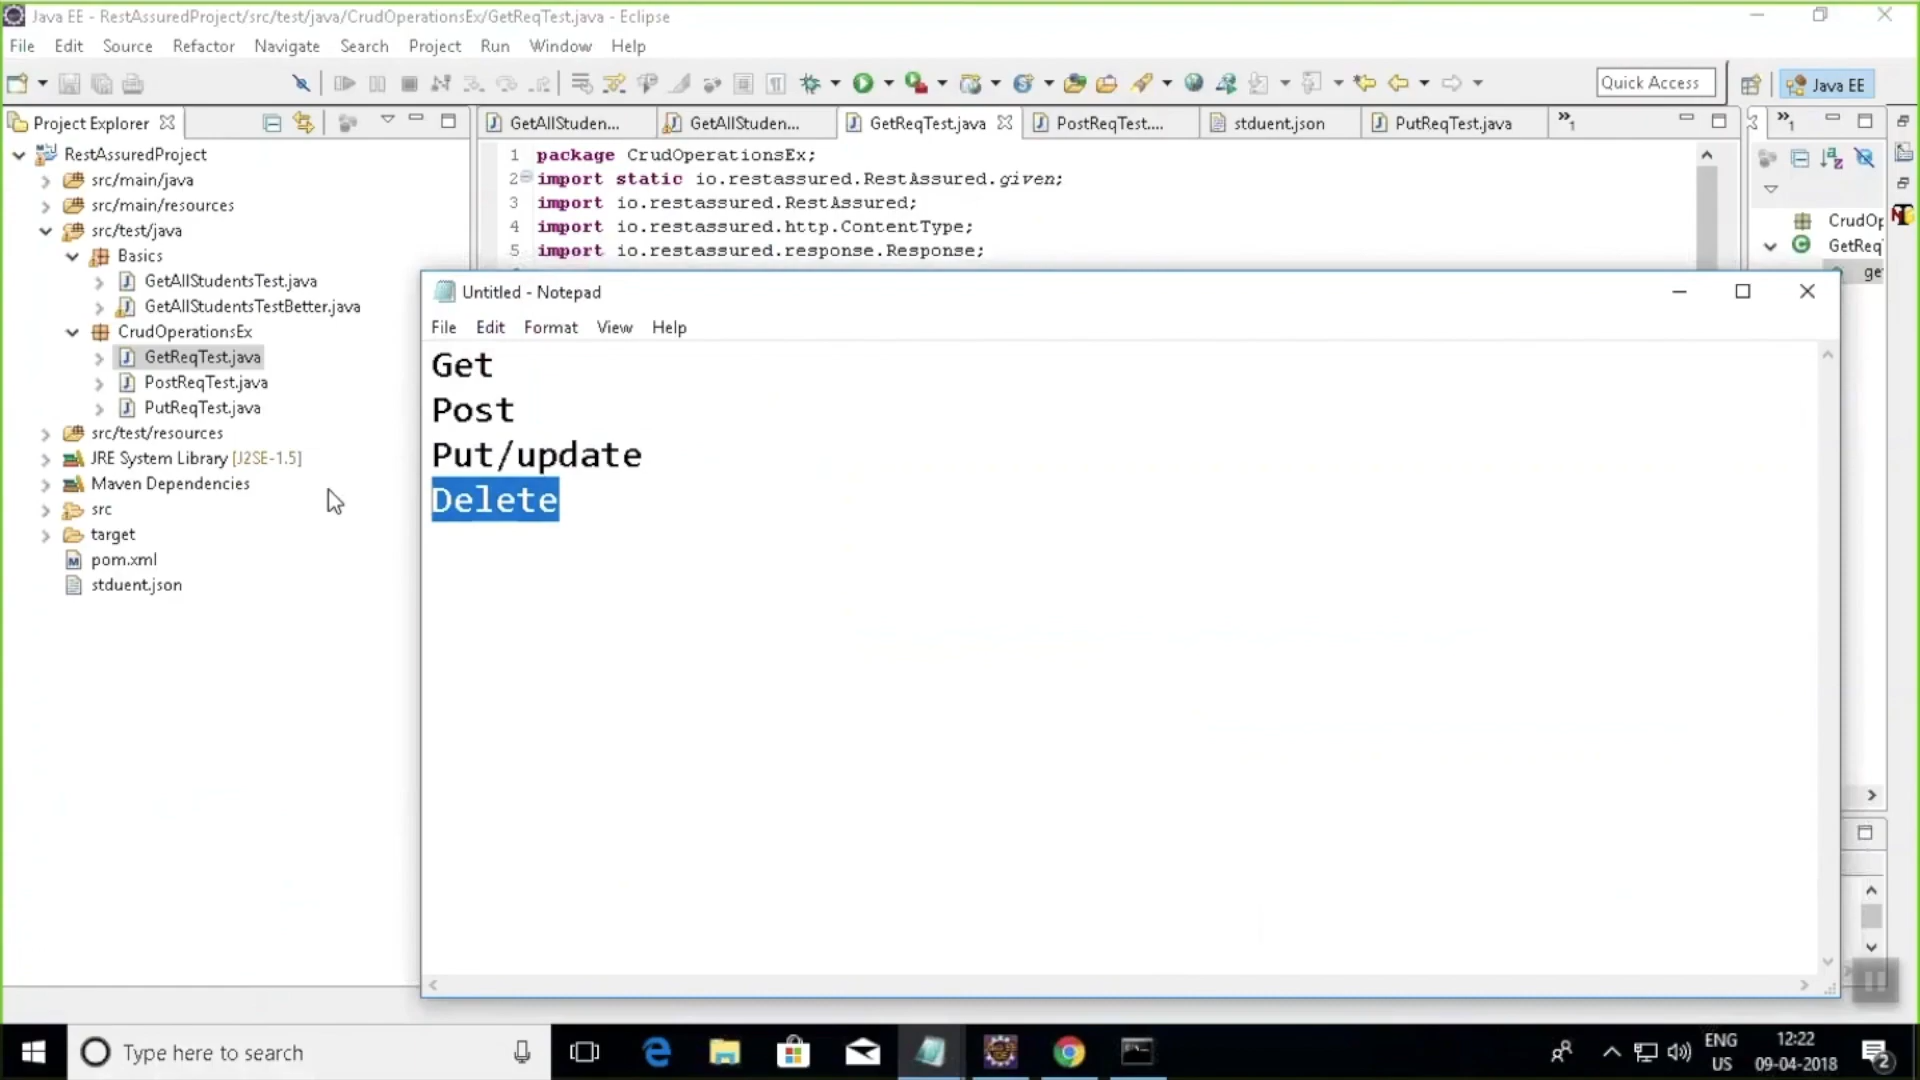 Java EE - RestAssuredProject/src/test/java/CrudOperationsEx/GetReqTest.java - Eclipse
File Edit Source Refactor Navigate Search Project Run Window Help
Quick Access Java EE
Project Explorer
GetAllStuden... GetAllStuden... GetReqTest.java PostReqTest.... stduent.json PutReqTest.java »1 »1
RestAssuredProject
src/main/java
src/main/resources
src/test/java
Basics
GetAllStudentsTest.java
GetAllStudentsTestBetter.java
CrudOperationsEx
GetReqTest.java
PostReqTest.java
PutReqTest.java
src/test/resources
JRE System Library [J2SE-1.5]
Maven Dependencies
src
target
pom.xml
stduent.json
1 package CrudOperationsEx;
2 import static io.restassured.RestAssured.given;
3 import io.restassured.RestAssured;
4 import io.restassured.http.ContentType;
5 import io.restassured.response.Response;
CrudOp
GetReq
ge
Untitled - Notepad
File Edit Format View Help
Get
Post
Put/update
Delete
Type here to search
ENG
US
12:22
09-04-2018
2